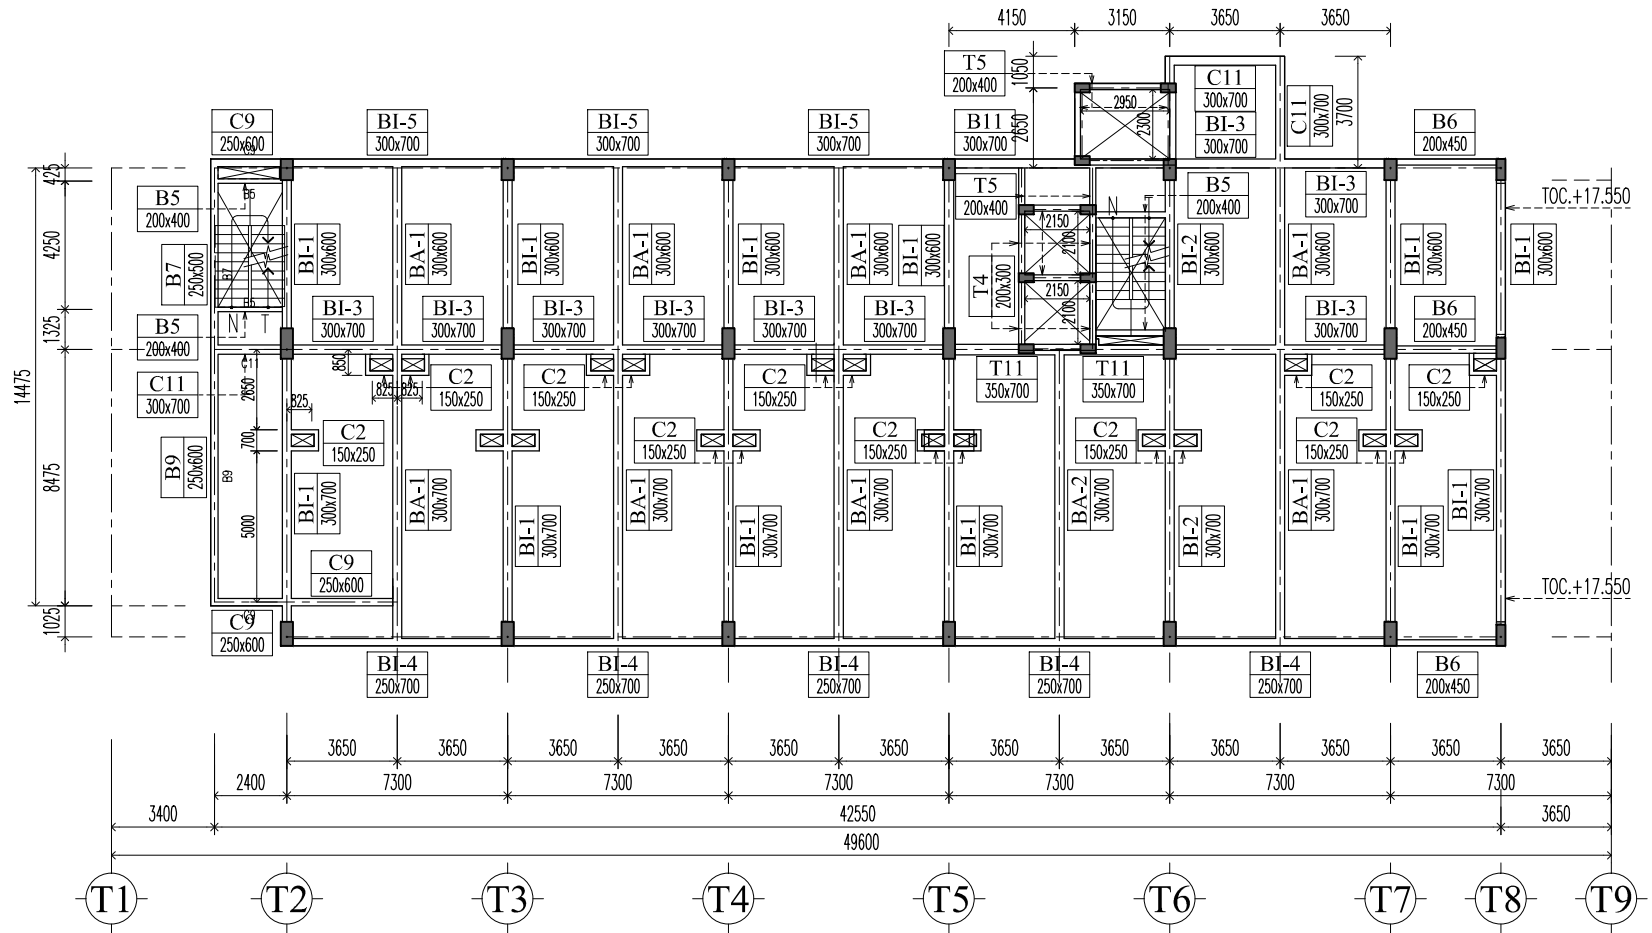 4150
3150
3650
3650
T5
200x400
1050
2650
2950
2300
C11
300x700
BI-3
300x700
C11
300x700
3700
C9
250x600
C9
BI-5
300x700
BI-5
300x700
BI-5
300x700
B11
300x700
B6
200x450
425
4250
1325
14475
8475
1025
B5
200x400
B5
B7
250x500
B7
B5
B5
200x400
N
T
C11
300x700
C11
B9
250x600
B9
T5
200x400
B5
200x400
N
BI-3
300x700
TOC.+17.550
BI-1
300x600
BA-1
300x600
BI-1
300x600
BA-1
300x600
BI-1
300x600
BA-1
300x600
BI-1
300x600
T4
200x300
2150
2100
2150
2100
BI-2
300x600
BA-1
300x600
BI-1
300x600
BI-1
300x600
BI-3
300x700
BI-3
300x700
BI-3
300x700
BI-3
300x700
BI-3
300x700
BI-3
300x700
BI-3
300x700
B6
200x450
850
2650
825
825
825
700
5000
C2
150x250
C2
150x250
C2
150x250
T11
350x700
T11
350x700
C2
150x250
C2
150x250
C2
150x250
C2
150x250
C2
150x250
C2
150x250
C2
150x250
BI-1
300x700
BA-1
300x700
BI-1
300x700
BA-1
300x700
BI-1
300x700
BA-1
300x700
BI-1
300x700
BA-2
300x700
BI-2
300x700
BA-1
300x700
BI-1
300x700
BI-1
300x700
C9
250x600
TOC.+17.550
C9
C9
250x600
BI-4
250x700
BI-4
250x700
BI-4
250x700
BI-4
250x700
BI-4
250x700
B6
200x450
3650
3650
3650
3650
3650
3650
3650
3650
3650
3650
3650
3650
2400
7300
7300
7300
7300
7300
7300
3400
42550
3650
49600
T1
T2
T3
T4
T5
T6
T7
T8
T9